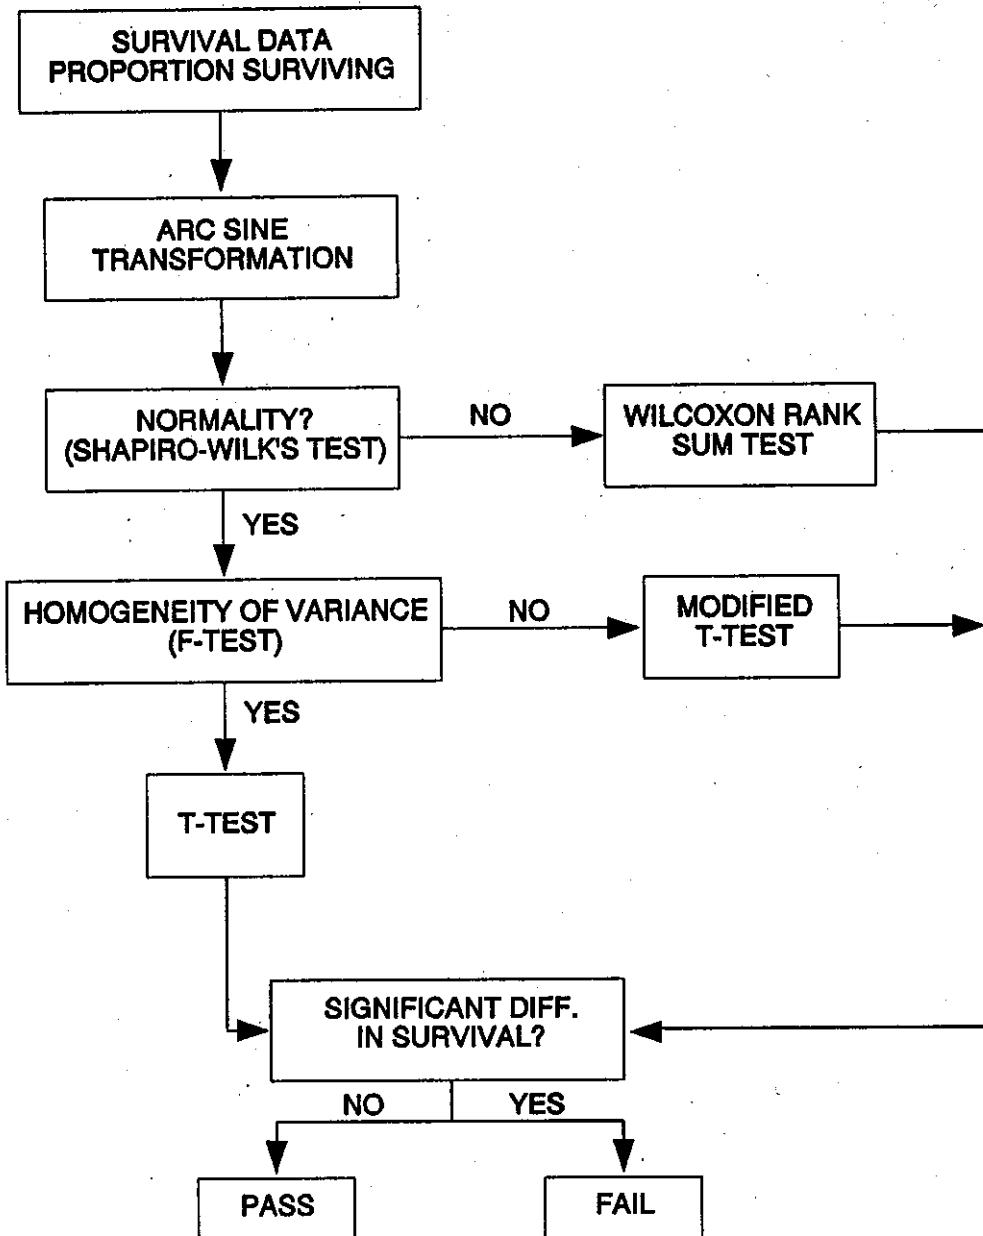 SURVIVAL DATA
PROPORTION SURVIVING
ARC SINE
TRANSFORMATION
NORMALITY?
(SHAPIRO-WILK'S TEST)
NO
WILCOXON RANK
SUM TEST
YES
HOMOGENEITY OF VARIANCE
(F-TEST)
NO
MODIFIED
T-TEST
YES
T-TEST
SIGNIFICANT DIFF.
IN SURVIVAL?
NO
YES
PASS
FAIL